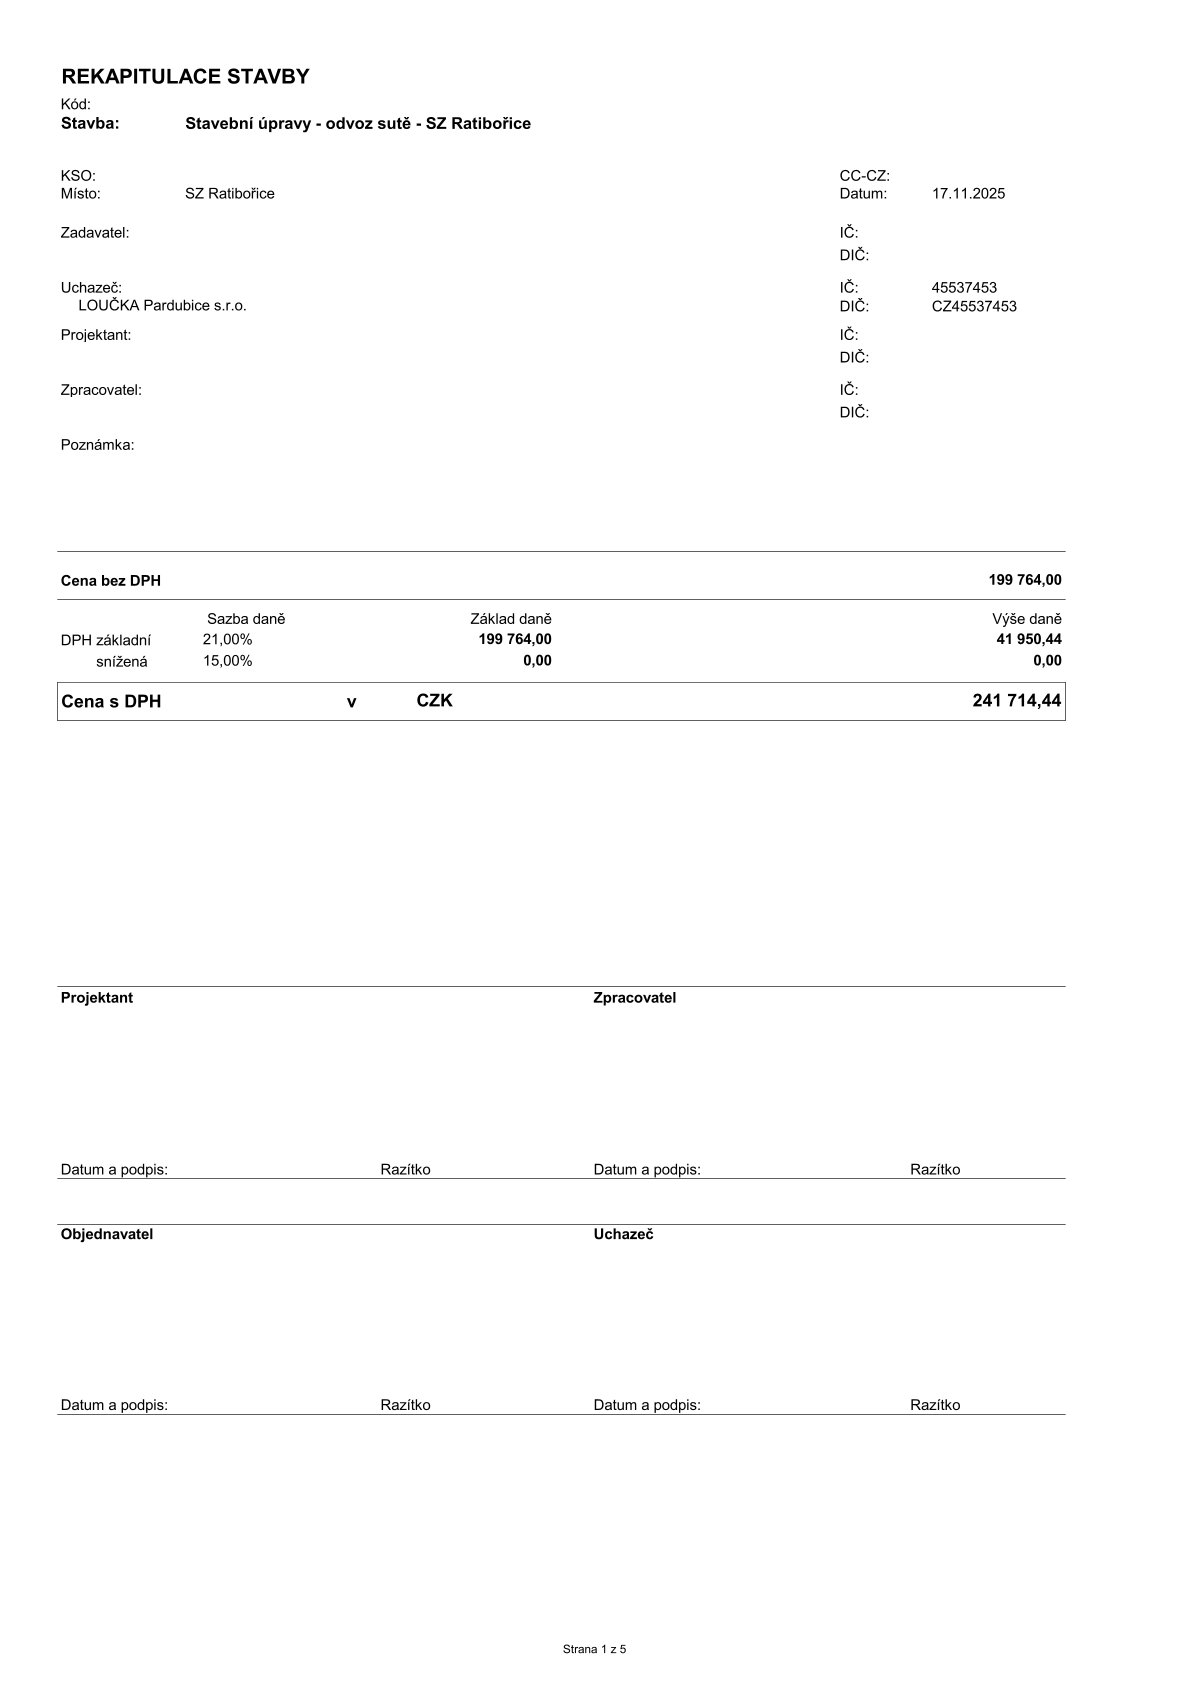 REKAPITULACE STAVBY
Kód:
Stavba: Stavební úpravy - odvoz sutě - SZ Ratibořice
KSO: CC-CZ:
Místo: SZ Ratibořice Datum: 17.11.2025
Zadavatel: IČ:
DIČ:
Uchazeč: IČ: 45537453
LOUČKA Pardubice s.r.o. DIČ: CZ45537453
Projektant: IČ:
DIČ:
Zpracovatel: IČ:
DIČ:
Poznámka:
Cena bez DPH 199 764,00
Sazba daně Základ daně Výše daně
DPH základní 21,00% 199 764,00 41 950,44
snížená 15,00% 0,00 0,00
Cena s DPH v CZK 241 714,44
Projektant Zpracovatel
Datum a podpis: Razítko Datum a podpis: Razítko
Objednavatel Uchazeč
Datum a podpis: Razítko Datum a podpis: Razítko
Strana 1 z 5